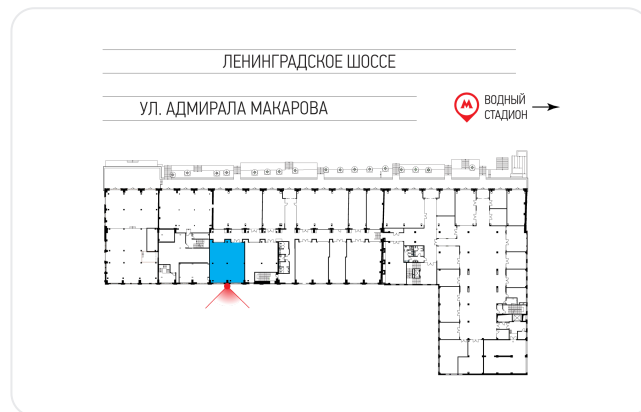 ЛЕНИНГРАДСКОЕ ШОССЕ
УЛ. АДМИРАЛА МАКАРОВА
М
ВОДНЫЙ
СТАДИОН